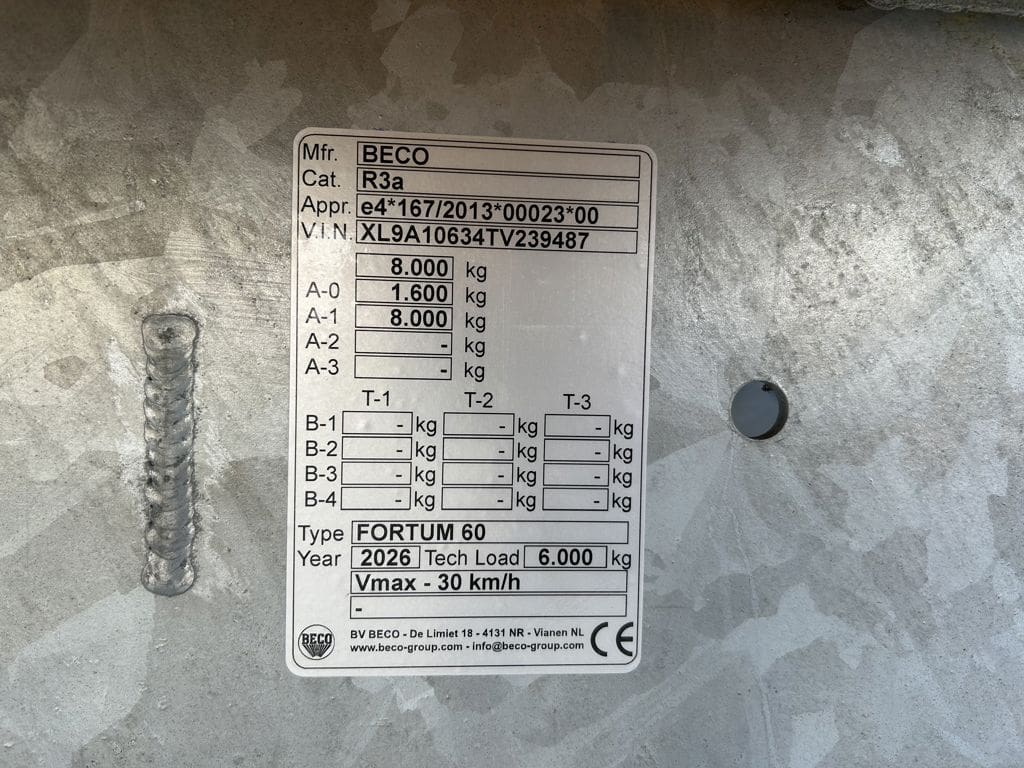 Mfr. BECO
Cat. R3a
Appr. e4*167/2013*00023*00
V.I.N. XL9A10634TV239487
8.000 kg
A-0 1.600 kg
A-1 8.000 kg
A-2 - kg
A-3 - kg
T-1 T-2 T-3
B-1 - kg - kg - kg
B-2 - kg - kg - kg
B-3 - kg - kg - kg
B-4 - kg - kg - kg
Type FORTUM 60
Year 2026 Tech Load 6.000 kg
Vmax - 30 km/h
-
BECO
BV BECO - De Limiet 18 - 4131 NR - Vianen NL
www.beco-group.com - info@beco-group.com
CE